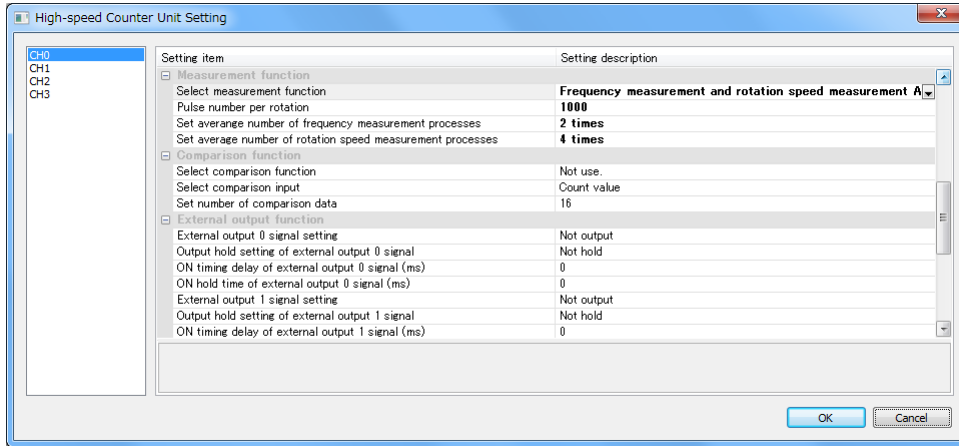 High-speed Counter Unit Setting
CH0
CH1
CH2
CH3
Setting item Setting description
Measurement function
Select measurement function Frequency measurement and rotation speed measurement A
Pulse number per rotation 1000
Set averange number of frequency measurement processes 2 times
Set average number of rotation speed measurement processes 4 times
Comparison function
Select comparison function Not use.
Select comparison input Count value
Set number of comparison data 16
External output function
External output 0 signal setting Not output
Output hold setting of external output 0 signal Not hold
ON timing delay of external output 0 signal (ms) 0
ON hold time of external output 0 signal (ms) 0
External output 1 signal setting Not output
Output hold setting of external output 1 signal Not hold
ON timing delay of external output 1 signal (ms) 0
OK Cancel